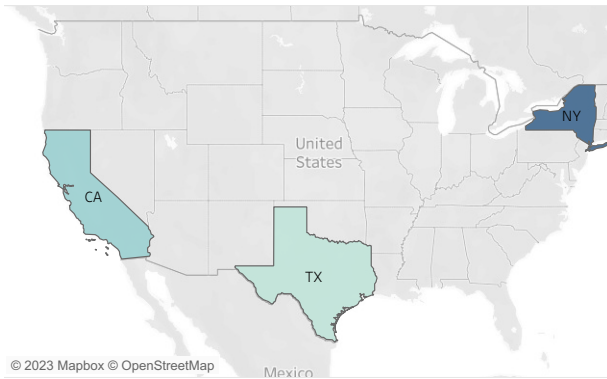 NY
United
States
CA
TX
© 2023 Mapbox © OpenStreetMap
Mexico